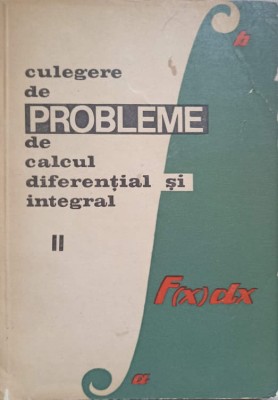 culegere
de
PROBLEME
de
calcul
diferențial și
integral
II
b
F(x)dx
a